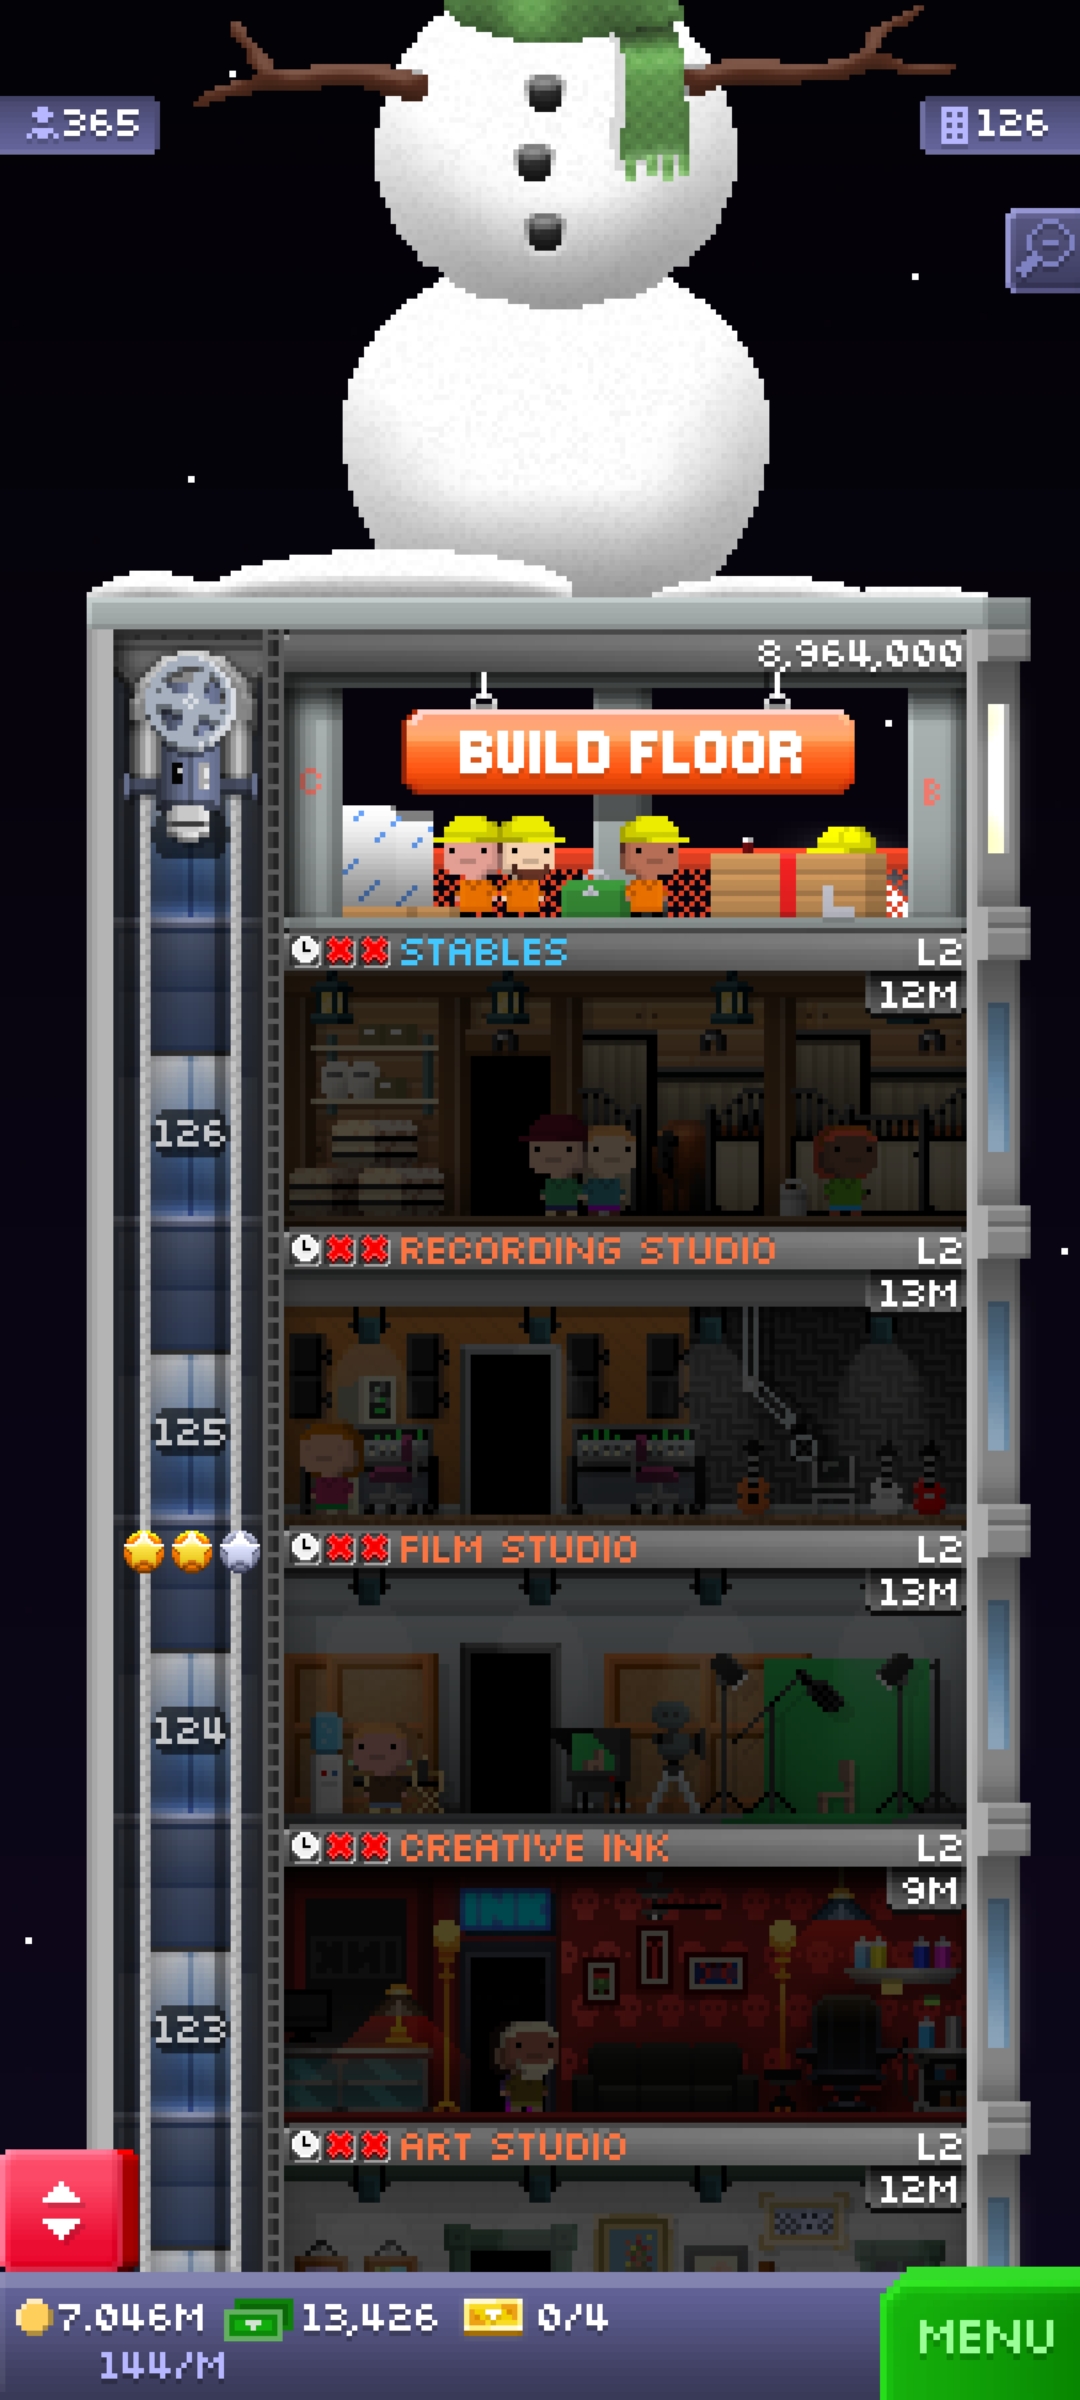 365
126
8,964,000
BUILD FLOOR
C
B
STABLES L2
12M
126
RECORDING STUDIO L2
13M
125
FILM STUDIO L2
13M
124
CREATIVE INK L2
9M
INK
123
ART STUDIO L2
12M
7.046M 13,426 0/4
144/M
MENU